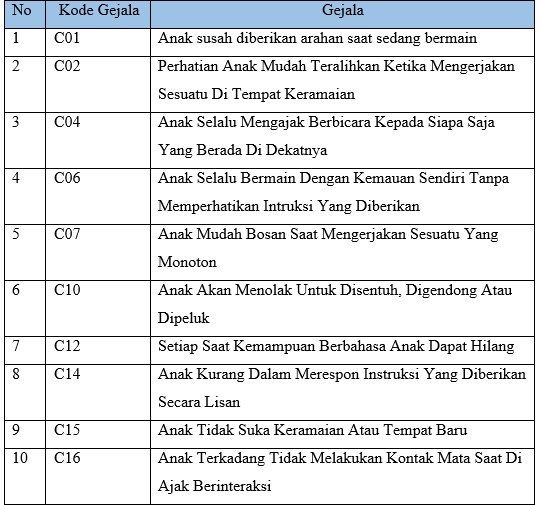 No Kode Gejala Gejala
1 C01 Anak susah diberikan arahan saat sedang bermain
2 C02 Perhatian Anak Mudah Teralihkan Ketika Mengerjakan
Sesuatu Di Tempat Keramaian
3 C04 Anak Selalu Mengajak Berbicara Kepada Siapa Saja
Yang Berada Di Dekatnya
4 C06 Anak Selalu Bermain Dengan Kemauan Sendiri Tanpa
Memperhatikan Intruksi Yang Diberikan
5 C07 Anak Mudah Bosan Saat Mengerjakan Sesuatu Yang
Monoton
6 C10 Anak Akan Menolak Untuk Disentuh, Digendong Atau
Dipeluk
7 C12 Setiap Saat Kemampuan Berbahasa Anak Dapat Hilang
8 C14 Anak Kurang Dalam Merespon Instruksi Yang Diberikan
Secara Lisan
9 C15 Anak Tidak Suka Keramaian Atau Tempat Baru
10 C16 Anak Terkadang Tidak Melakukan Kontak Mata Saat Di
Ajak Berinteraksi